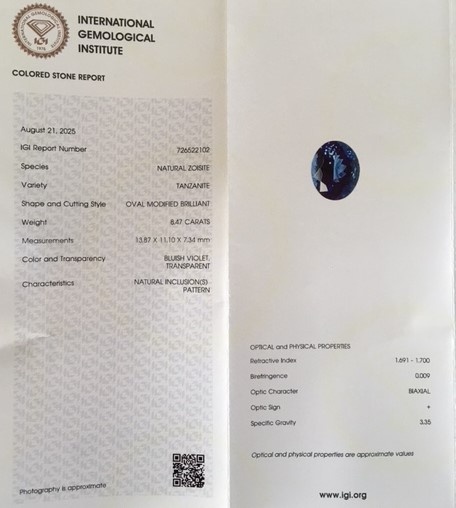 INTERNATIONAL
GEMOLOGICAL
INSTITUTE
IGI
COLORED STONE REPORT
August 21, 2025
IGI Report Number 726522102
Species NATURAL ZOISITE
Variety TANZANITE
Shape and Cutting Style OVAL MODIFIED BRILLIANT
Weight 8.47 CARATS
Measurements 13.87 X 11.10 X 7.34 mm
Color and Transparency BLUISH VIOLET,
TRANSPARENT
Characteristics NATURAL INCLUSION(S)
PATTERN
Photography is approximate
OPTICAL and PHYSICAL PROPERTIES
Refractive Index 1.691 - 1.700
Birefringence 0.009
Optic Character BIAXIAL
Optic Sign +
Specific Gravity 3.35
Optical and physical properties are approximate values
www.igi.org